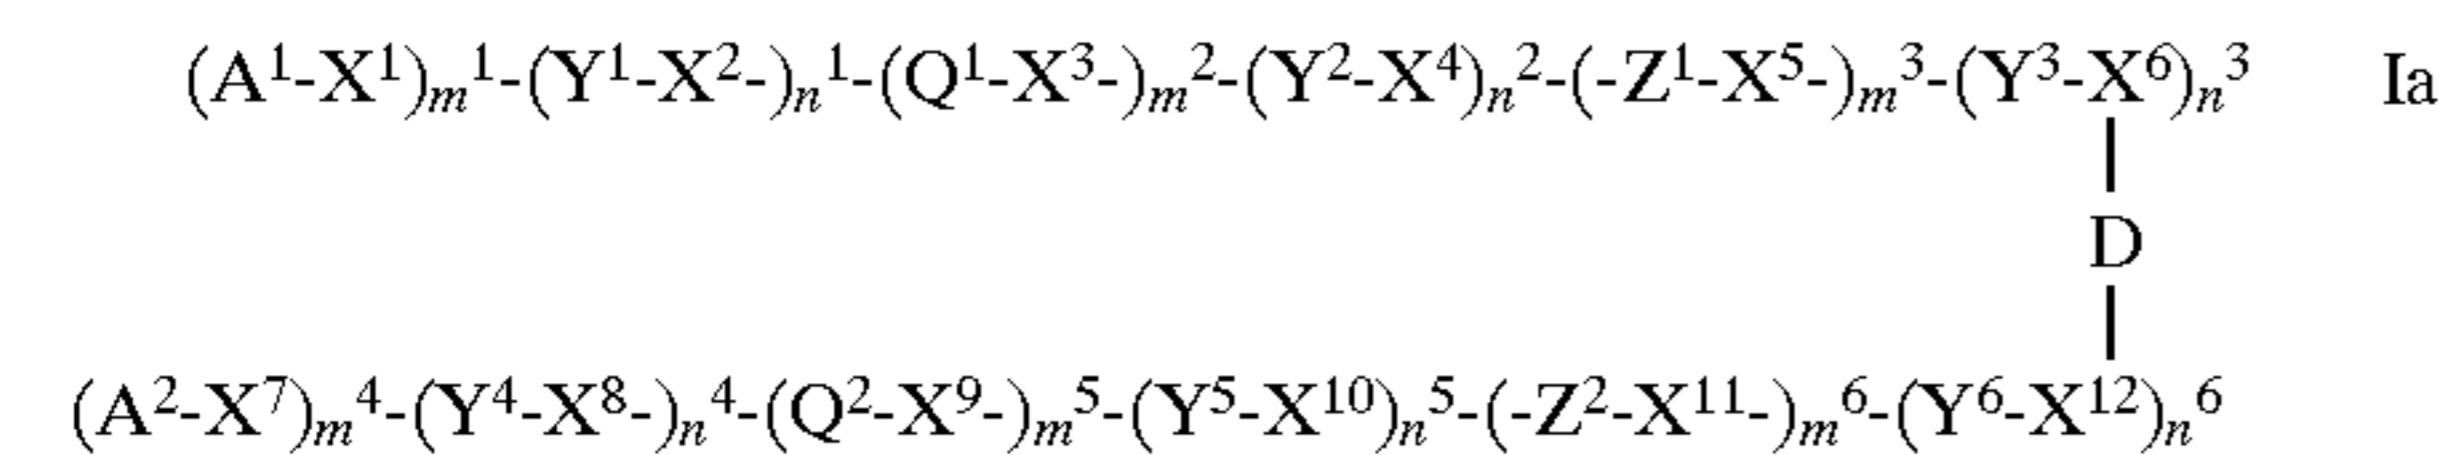 (A¹-X¹)ₘ¹-(Y¹-X²-)ₙ¹-(Q¹-X³-)ₘ²-(Y²-X⁴)ₙ²-(-Z¹-X⁵-)ₘ³-(Y³-X⁶)ₙ³ Ia
D
(A²-X⁷)ₘ⁴-(Y⁴-X⁸-)ₙ⁴-(Q²-X⁹-)ₘ⁵-(Y⁵-X¹⁰)ₙ⁵-(-Z²-X¹¹-)ₘ⁶-(Y⁶-X¹²)ₙ⁶